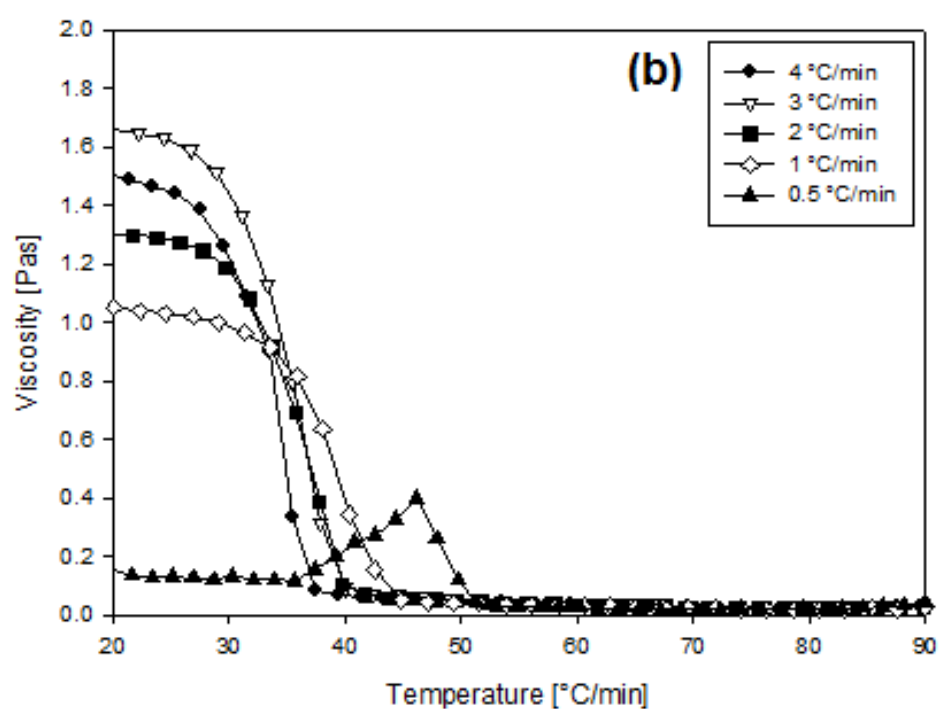 2.0
1.8
1.6
1.4
1.2
1.0
0.8
0.6
0.4
0.2
0.0
Viscosity [Pas]
(b)
4 °C/min
3 °C/min
2 °C/min
1 °C/min
0.5 °C/min
20 30 40 50 60 70 80 90
Temperature [°C/min]